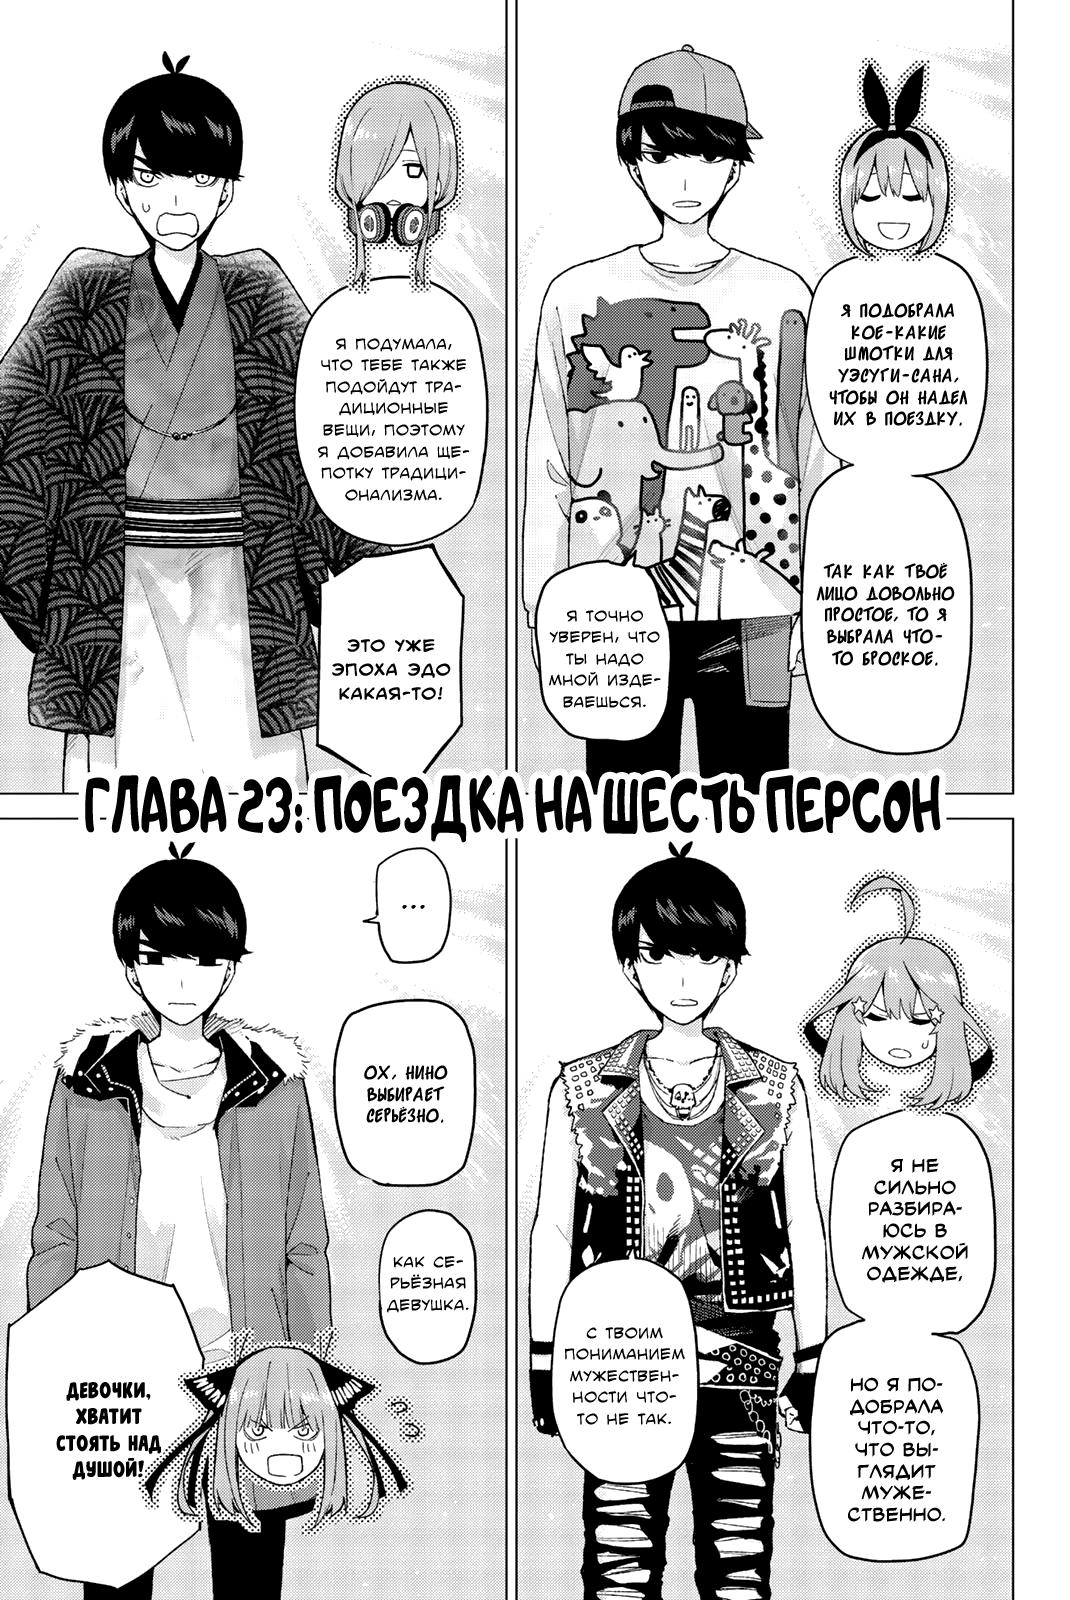 Я ПОДОБРАЛА
КОЕ-КАКИЕ
ШМОТКИ ДЛЯ
УЭСУГИ-САНА,
ЧТОБЫ ОН НАДЕЛ
ИХ В ПОЕЗДКУ.
ТАК КАК ТВОЁ
ЛИЦО ДОВОЛЬНО
ПРОСТОЕ, ТО Я
ВЫБРАЛА ЧТО-
ТО БРОСКОЕ.
Я ТОЧНО
УВЕРЕН, ЧТО
ТЫ НАДО
МНОЙ ИЗДЕ-
ВАЕШЬСЯ.
Я ПОДУМАЛА,
ЧТО ТЕБЕ ТАКЖЕ
ПОДОЙДУТ ТРА-
ДИЦИОННЫЕ
ВЕЩИ, ПОЭТОМУ
Я ДОБАВИЛА ЩЕ-
ПОТКУ ТРАДИЦИ-
ОНАЛИЗМА.
ЭТО УЖЕ
ЭПОХА ЭДО
КАКАЯ-ТО!
ГЛАВА 23: ПОЕЗДКА НА ШЕСТЬ ПЕРСОН
Я НЕ
СИЛЬНО
РАЗБИРА-
ЮСЬ В
МУЖСКОЙ
ОДЕЖДЕ,
НО Я ПО-
ДОБРАЛА
ЧТО-ТО,
ЧТО ВЫ-
ГЛЯДИТ
МУЖЕ-
СТВЕННО.
С ТВОИМ
ПОНИМАНИЕМ
МУЖЕСТВЕН-
НОСТИ ЧТО-
ТО НЕ ТАК.
...
ОХ, НИНО
ВЫБИРАЕТ
СЕРЬЁЗНО.
КАК СЕ-
РЬЁЗНАЯ
ДЕВУШКА.
ДЕВОЧКИ,
ХВАТИТ
СТОЯТЬ НАД
ДУШОЙ!